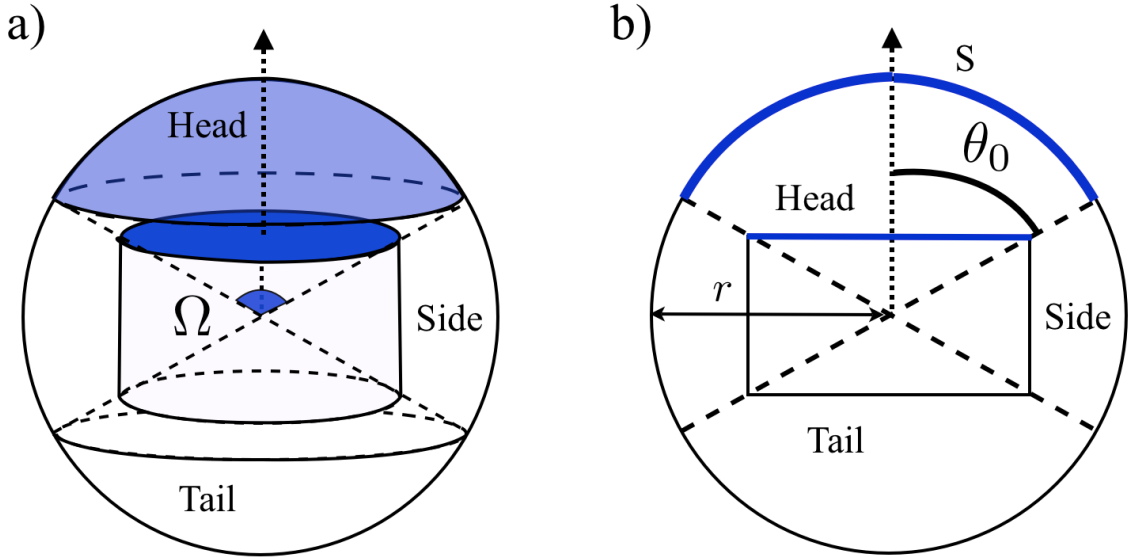 a)
Head
Ω
Side
Tail
b)
S
θ₀
Head
r
Side
Tail